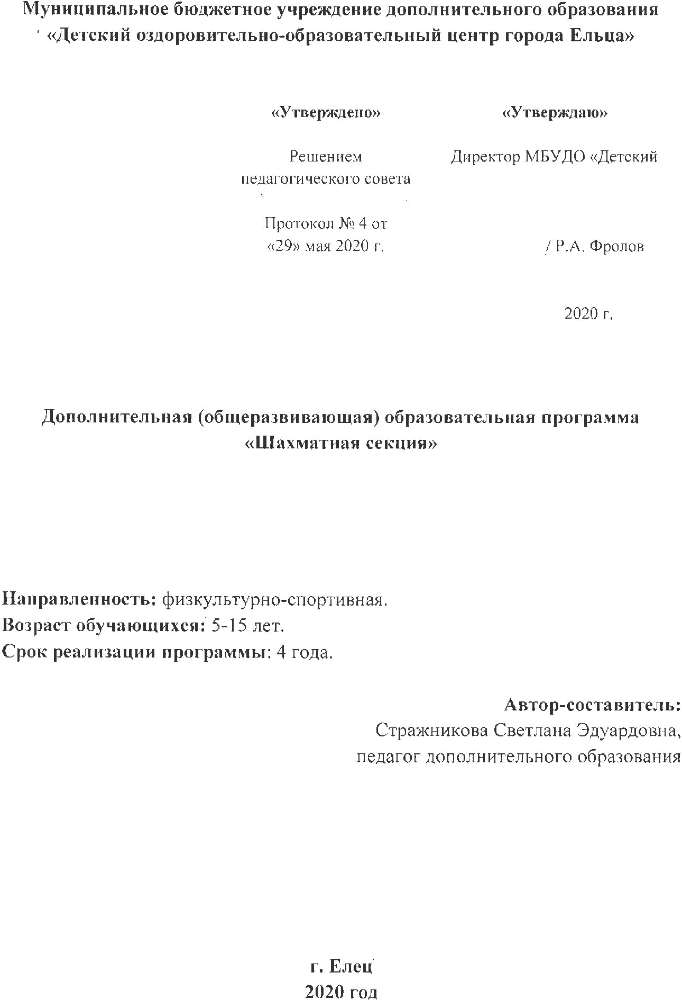 Муниципальное бюджетное учреждение дополнительного образования
«Детский оздоровительно-образовательный центр города Ельца»
«Утверждено»
Решением
педагогического совета
Протокол № 4 от
«29» мая 2020 г.
«Утверждаю»
Директор МБУДО «Детский
/ Р.А. Фролов
2020 г.
Дополнительная (общеразвивающая) образовательная программа
«Шахматная секция»
Направленность: физкультурно-спортивная.
Возраст обучающихся: 5-15 лет.
Срок реализации программы: 4 года.
Автор-составитель:
Стражникова Светлана Эдуардовна,
педагог дополнительного образования
г. Елец
2020 год